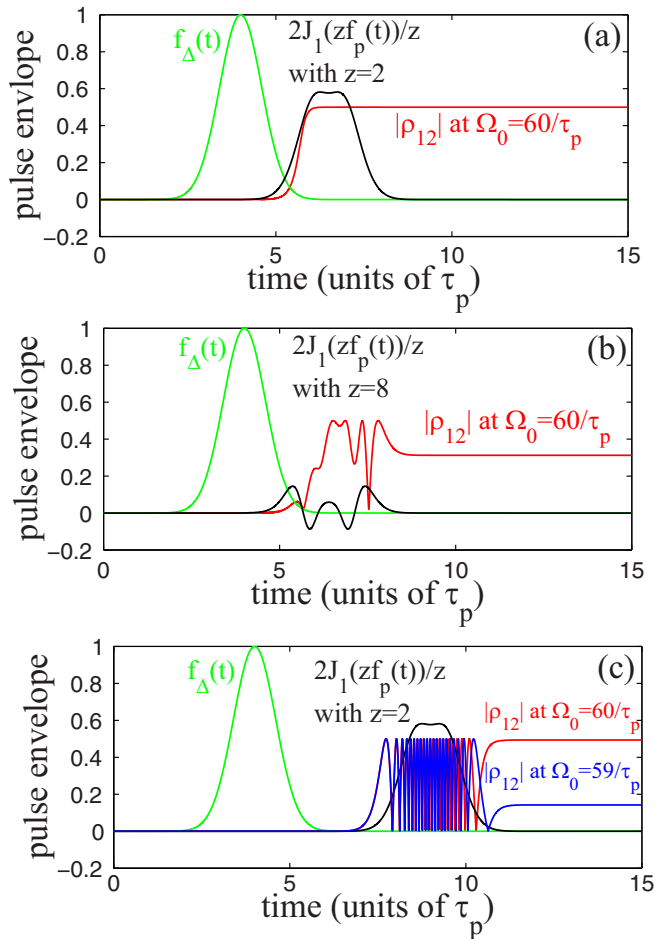 (a)
f_Δ(t)
2J_1(zf_p(t))/z
with z=2
|ρ_12| at Ω_0=60/τ_p
pulse envlope
1
0.8
0.6
0.4
0.2
0
−0.2
0 5 10 15
time (units of τ_p)
(b)
f_Δ(t)
2J_1(zf_p(t))/z
with z=8
|ρ_12| at Ω_0=60/τ_p
pulse envelope
1
0.8
0.6
0.4
0.2
0
−0.2
0 5 10 15
time (units of τ_p)
(c)
f_Δ(t)
2J_1(zf_p(t))/z
with z=2
|ρ_12| at Ω_0=60/τ_p
|ρ_12| at Ω_0=59/τ_p
pulse envelope
1
0.8
0.6
0.4
0.2
0
−0.2
0 5 10 15
time (units of τ_p)